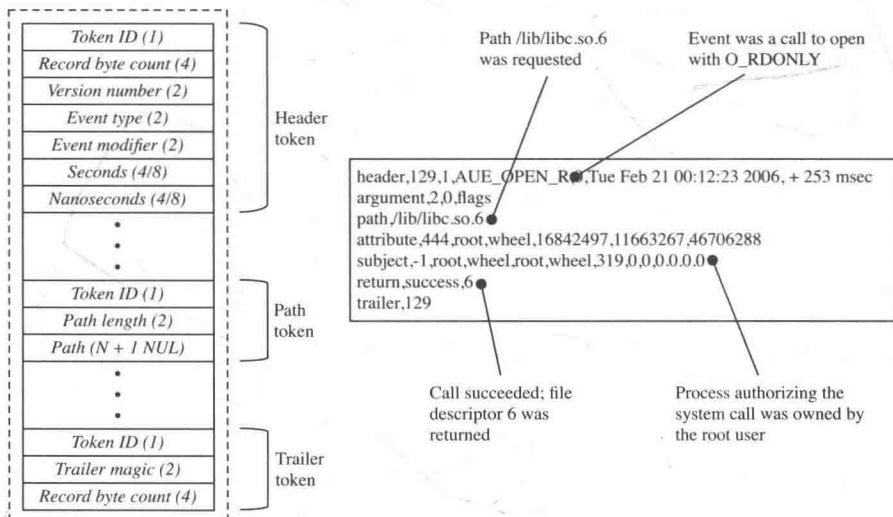 Token ID (1)
Record byte count (4)
Version number (2)
Event type (2)
Event modifier (2)
Seconds (4/8)
Nanoseconds (4/8)
Header
token
Token ID (1)
Path length (2)
Path (N + 1 NUL)
Path
token
Token ID (1)
Trailer magic (2)
Record byte count (4)
Trailer
token
Path /lib/libc.so.6
was requested
Event was a call to open
with O_RDONLY
header,129,1,AUE_OPEN_R,Tue Feb 21 00:12:23 2006, + 253 msec
argument,2,0,flags
path,/lib/libc.so.6
attribute,444,root,wheel,16842497,11663267,46706288
subject,-1,root,wheel,root,wheel,319,0,0,0.0.0.0
return,success,6
trailer,129
Call succeeded; file
descriptor 6 was
returned
Process authorizing the
system call was owned by
the root user